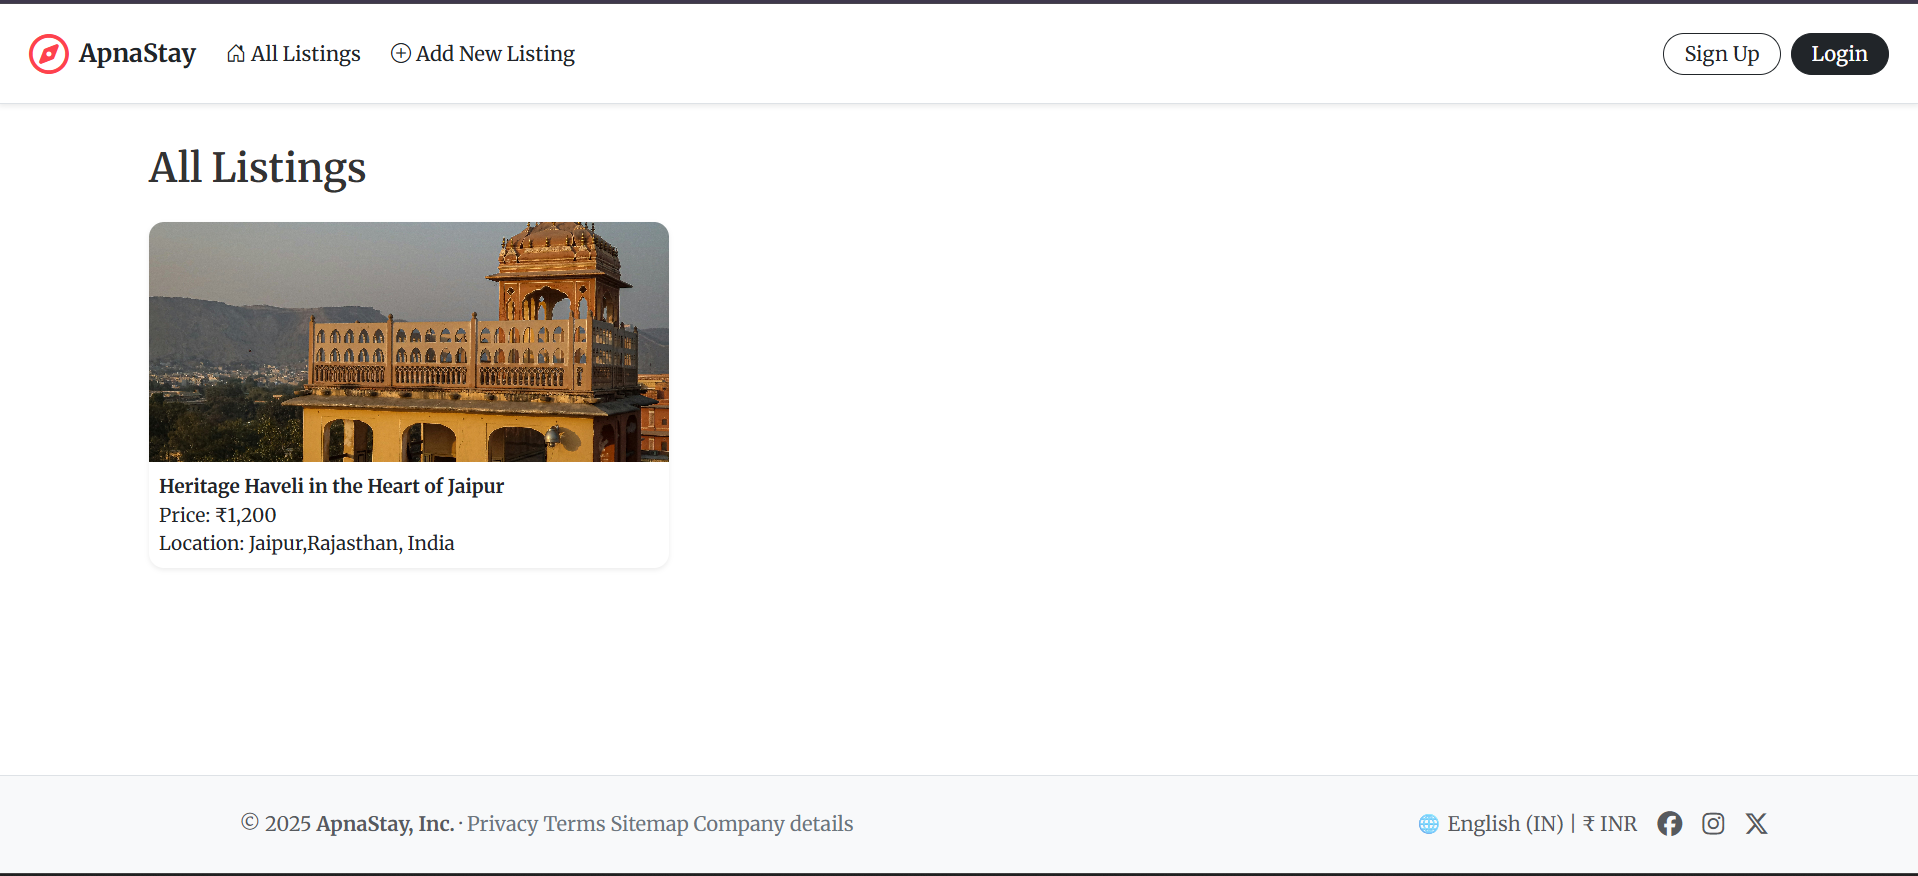 ApnaStay All Listings Add New Listing Sign Up Login
All Listings
Heritage Haveli in the Heart of Jaipur
Price: ₹1,200
Location: Jaipur,Rajasthan, India
© 2025 ApnaStay, Inc. · Privacy Terms Sitemap Company details 🌐 English (IN) | ₹ INR